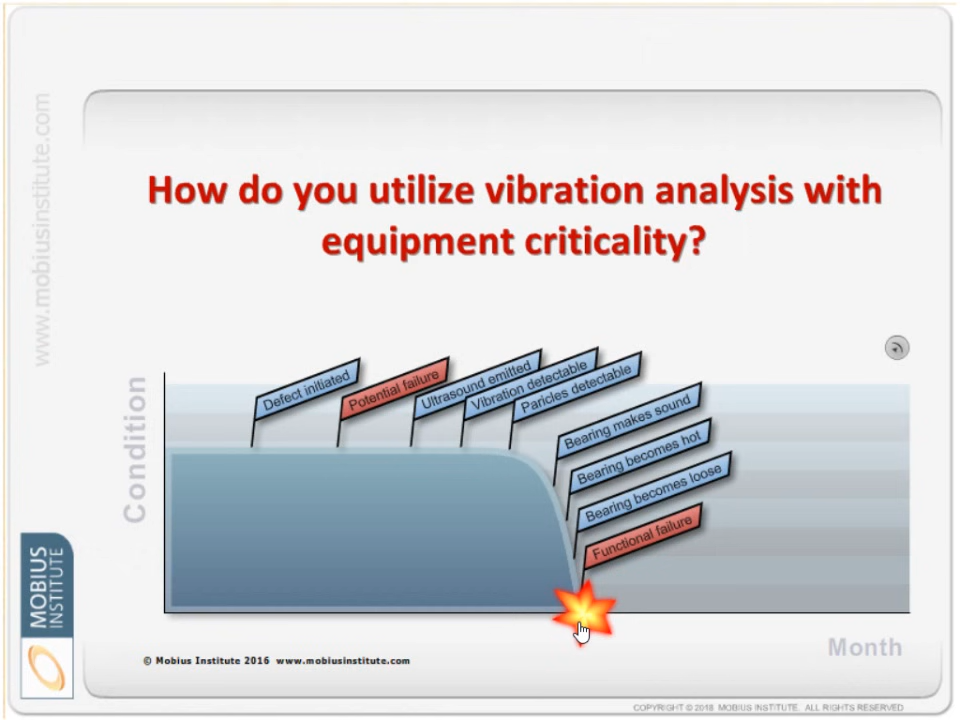 www.mobiusinstitute.com
How do you utilize vibration analysis with
equipment criticality?
Condition
Defect initiated
Potential failure
Ultrasound emitted
Vibration detectable
Paricles detectable
Bearing makes sound
Bearing becomes hot
Bearing becomes loose
Functional failure
Month
MOBIUS
INSTITUTE
© Mobius Institute 2016 www.mobiusinstitute.com
COPYRIGHT © 2018 MOBIUS INSTITUTE. ALL RIGHTS RESERVED